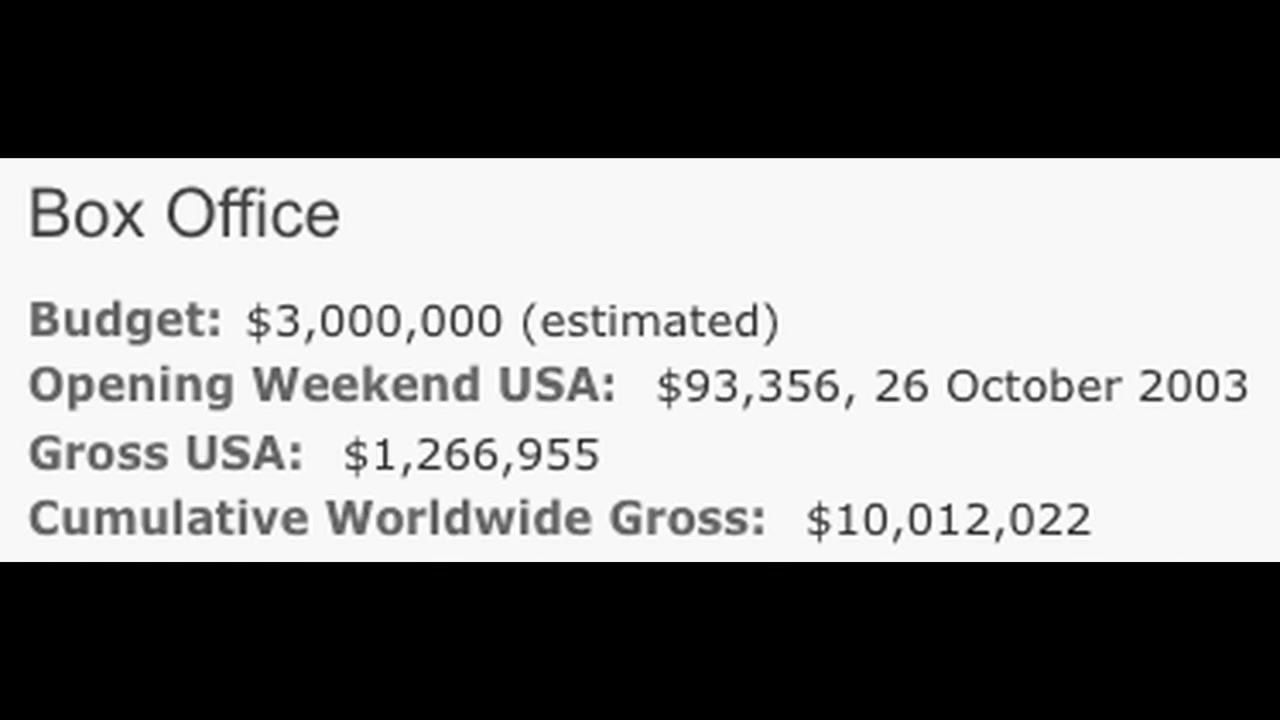 Box Office
Budget: $3,000,000 (estimated)
Opening Weekend USA: $93,356, 26 October 2003
Gross USA: $1,266,955
Cumulative Worldwide Gross: $10,012,022